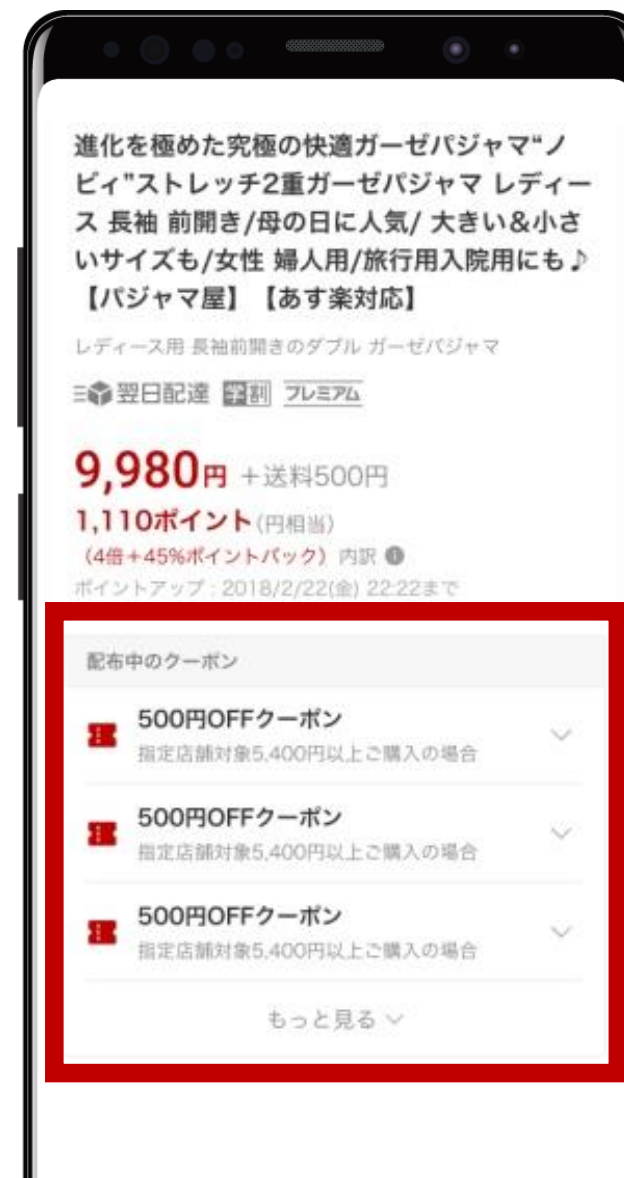 進化を極めた究極の快適ガーゼパジャマ“ノ
ビィ”ストレッチ2重ガーゼパジャマ レディー
ス 長袖 前開き/母の日に人気/ 大きい&小さ
いサイズも/女性 婦人用/旅行用入院用にも♪
【パジャマ屋】【あす楽対応】
レディース用 長袖前開きのダブル ガーゼパジャマ
翌日配達 学割 プレミアム
9,980円 +送料500円
1,110ポイント(円相当)
(4倍+45%ポイントバック) 内訳
ポイントアップ : 2018/2/22(金) 22:22まで
配布中のクーポン
500円OFFクーポン
指定店舗対象5,400円以上ご購入の場合
500円OFFクーポン
指定店舗対象5,400円以上ご購入の場合
500円OFFクーポン
指定店舗対象5,400円以上ご購入の場合
もっと見る